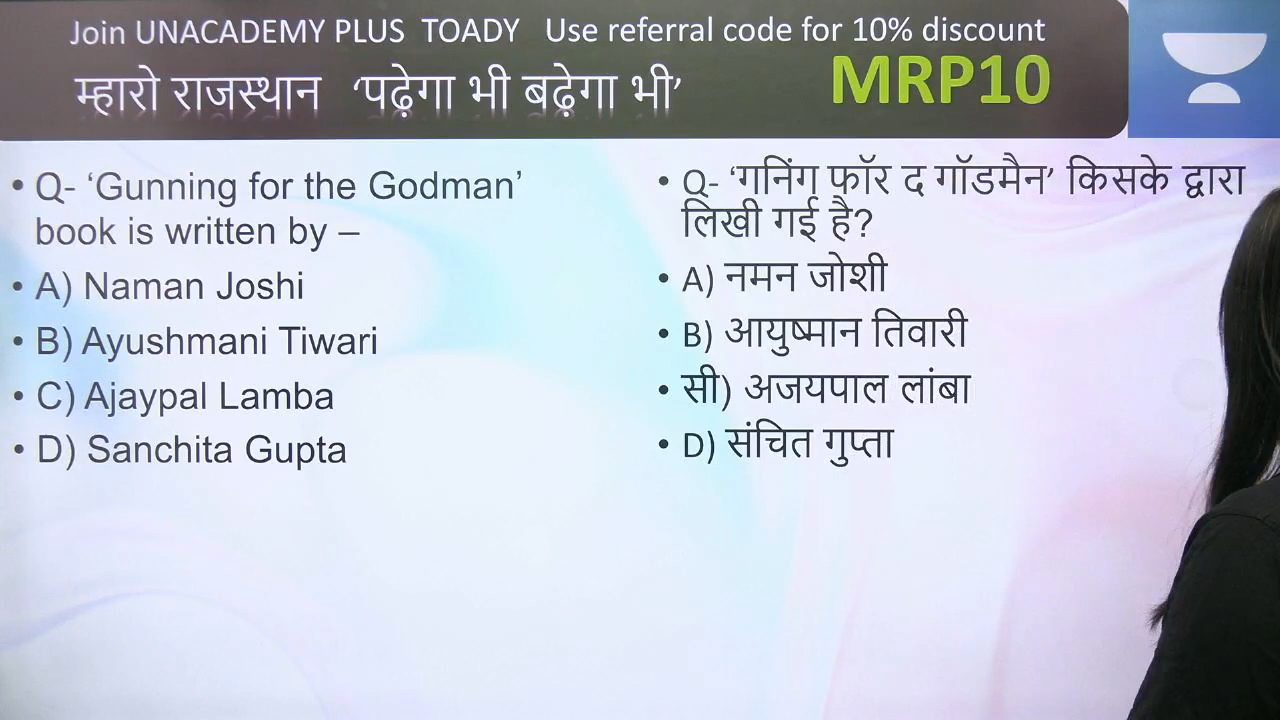 Join UNACADEMY PLUS TOADY Use referral code for 10% discount
म्हारो राजस्थान ‘पढ़ेगा भी बढ़ेगा भी’ MRP10
• Q- ‘Gunning for the Godman’
book is written by –
• A) Naman Joshi
• B) Ayushmani Tiwari
• C) Ajaypal Lamba
• D) Sanchita Gupta
• Q- ‘गनिंग फॉर द गॉडमैन’ किसके द्वारा
लिखी गई है?
• A) नमन जोशी
• B) आयुष्मान तिवारी
• सी) अजयपाल लांबा
• D) संचित गुप्ता